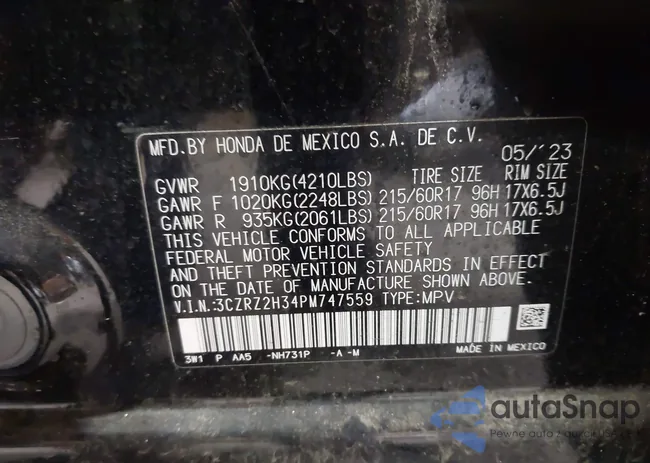 MFD.BY HONDA DE MEXICO S.A. DE C.V.
05/'23
GVWR 1910KG(4210LBS) TIRE SIZE RIM SIZE
GAWR F 1020KG(2248LBS) 215/60R17 96H 17X6.5J
GAWR R 935KG(2061LBS) 215/60R17 96H 17X6.5J
THIS VEHICLE CONFORMS TO ALL APPLICABLE
FEDERAL MOTOR VEHICLE SAFETY
AND THEFT PREVENTION STANDARDS IN EFFECT
ON THE DATE OF MANUFACTURE SHOWN ABOVE.
V.I.N.:3CZRZ2H34PM747559 TYPE:MPV
3W1 P AA5 -NH731P -A -M MADE IN MEXICO
autaSnap
Pewne auta z aukcji